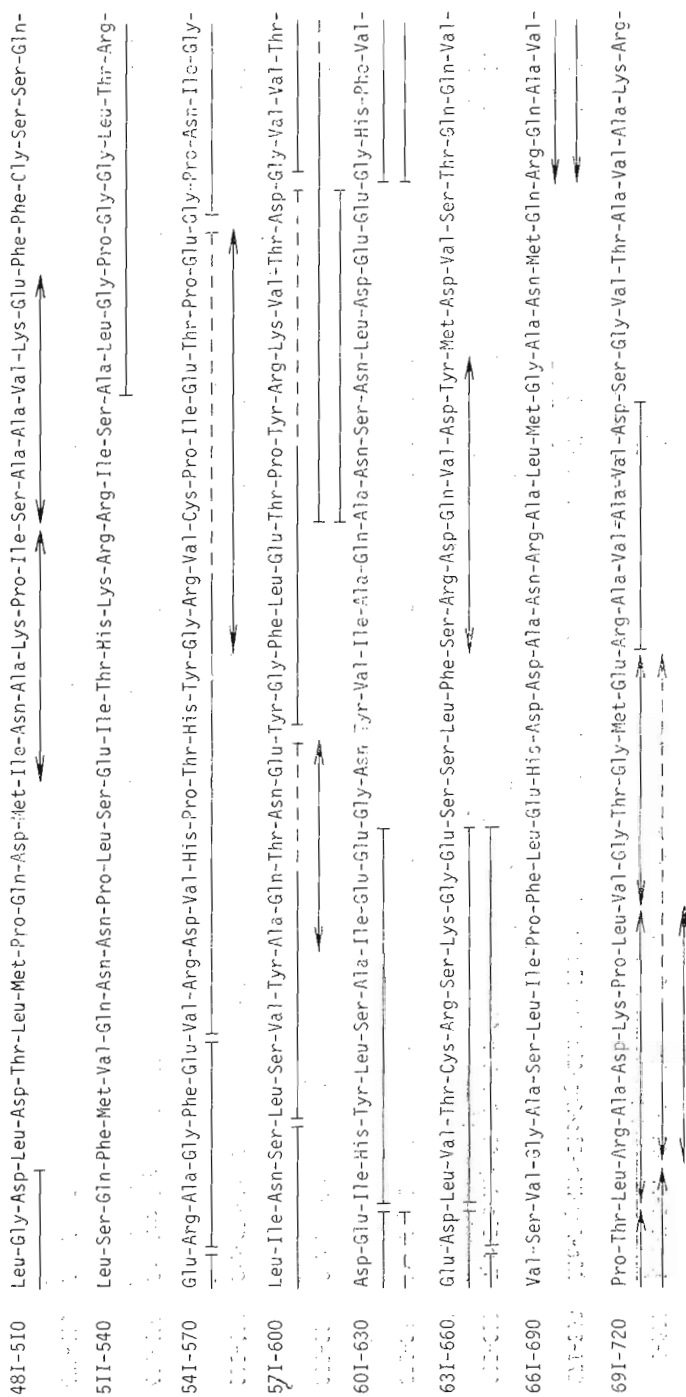 48I-5I0 Leu-Gly-Asp-Leu-Asp-Thr-Leu-Met-Pro-Gln-Asp-Met-Ile-Asn-Ala-Lys-Pro-Ile-Ser-Ala-Ala-Val-Lys-Glu-Phe-Phe-Cly-Ser-Ser-Gln-
5II-540 Leu-Ser-Gln-Phe-Met-Val-Gln-Asn-Asn-Pro-Leu-Ser-Glu-Ile-Thr-His-Lys-Arg-Arg-Ile-Ser-Ala-Leu-Gly-Pro-Gly-Gly-Leu-Thr-Arg-
54I-570 Glu-Arg-Ala-Gly-Phe-Glu-Val-Arg-Asp-Val-His-Pro-Thr-His-Tyr-Gly-Arg-Val-Cys-Pro-Ile-Glu-Thr-Pro-Glu-Gly-Pro-Asn-Ile-Gly-
57I-600 Leu-Ile-Asn-Ser-Leu-Ser-Val-Tyr-Ala-Gln-Thr-Asn-Glu-Tyr-Gly-Phe-Leu-Glu-Thr-Pro-Tyr-Arg-Lys-Val-Thr-Asp-Gly-Val-Val-Thr-
60I-630 Asp-Glu-Ile-His-Tyr-Leu-Ser-Ala-Ile-Glu-Glu-Gly-Asn-Tyr-Val-Ile-Ala-Gln-Ala-Asn-Ser-Asn-Leu-Asp-Glu-Glu-Gly-His-Phe-Val-
63I-660. Glu-Asp-Leu-Val-Thr-Cys-Arg-Ser-Lys-Gly-Glu-Ser-Ser-Leu-Phe-Ser-Arg-Asp-Gln-Val-Asp-Tyr-Met-Asp-Val-Ser-Thr-Gln-Gln-Val-
66I-690 Val-Ser-Val-Gly-Ala-Ser-Leu-Ile-Pro-Phe-Leu-Glu-His-Asp-Asp-Ala-Asn-Arg-Ala-Leu-Met-Gly-Ala-Asn-Met-Gln-Arg-Gln-Ala-Val-
69I-720 Pro-Thr-Leu-Arg-Ala-Asp-Lys-Pro-Leu-Val-Gly-Thr-Gly-Met-Glu-Arg-Ala-Val-Ala-Val-Asp-Ser-Gly-Val-Thr-Ala-Val-Ala-Lys-Arg-